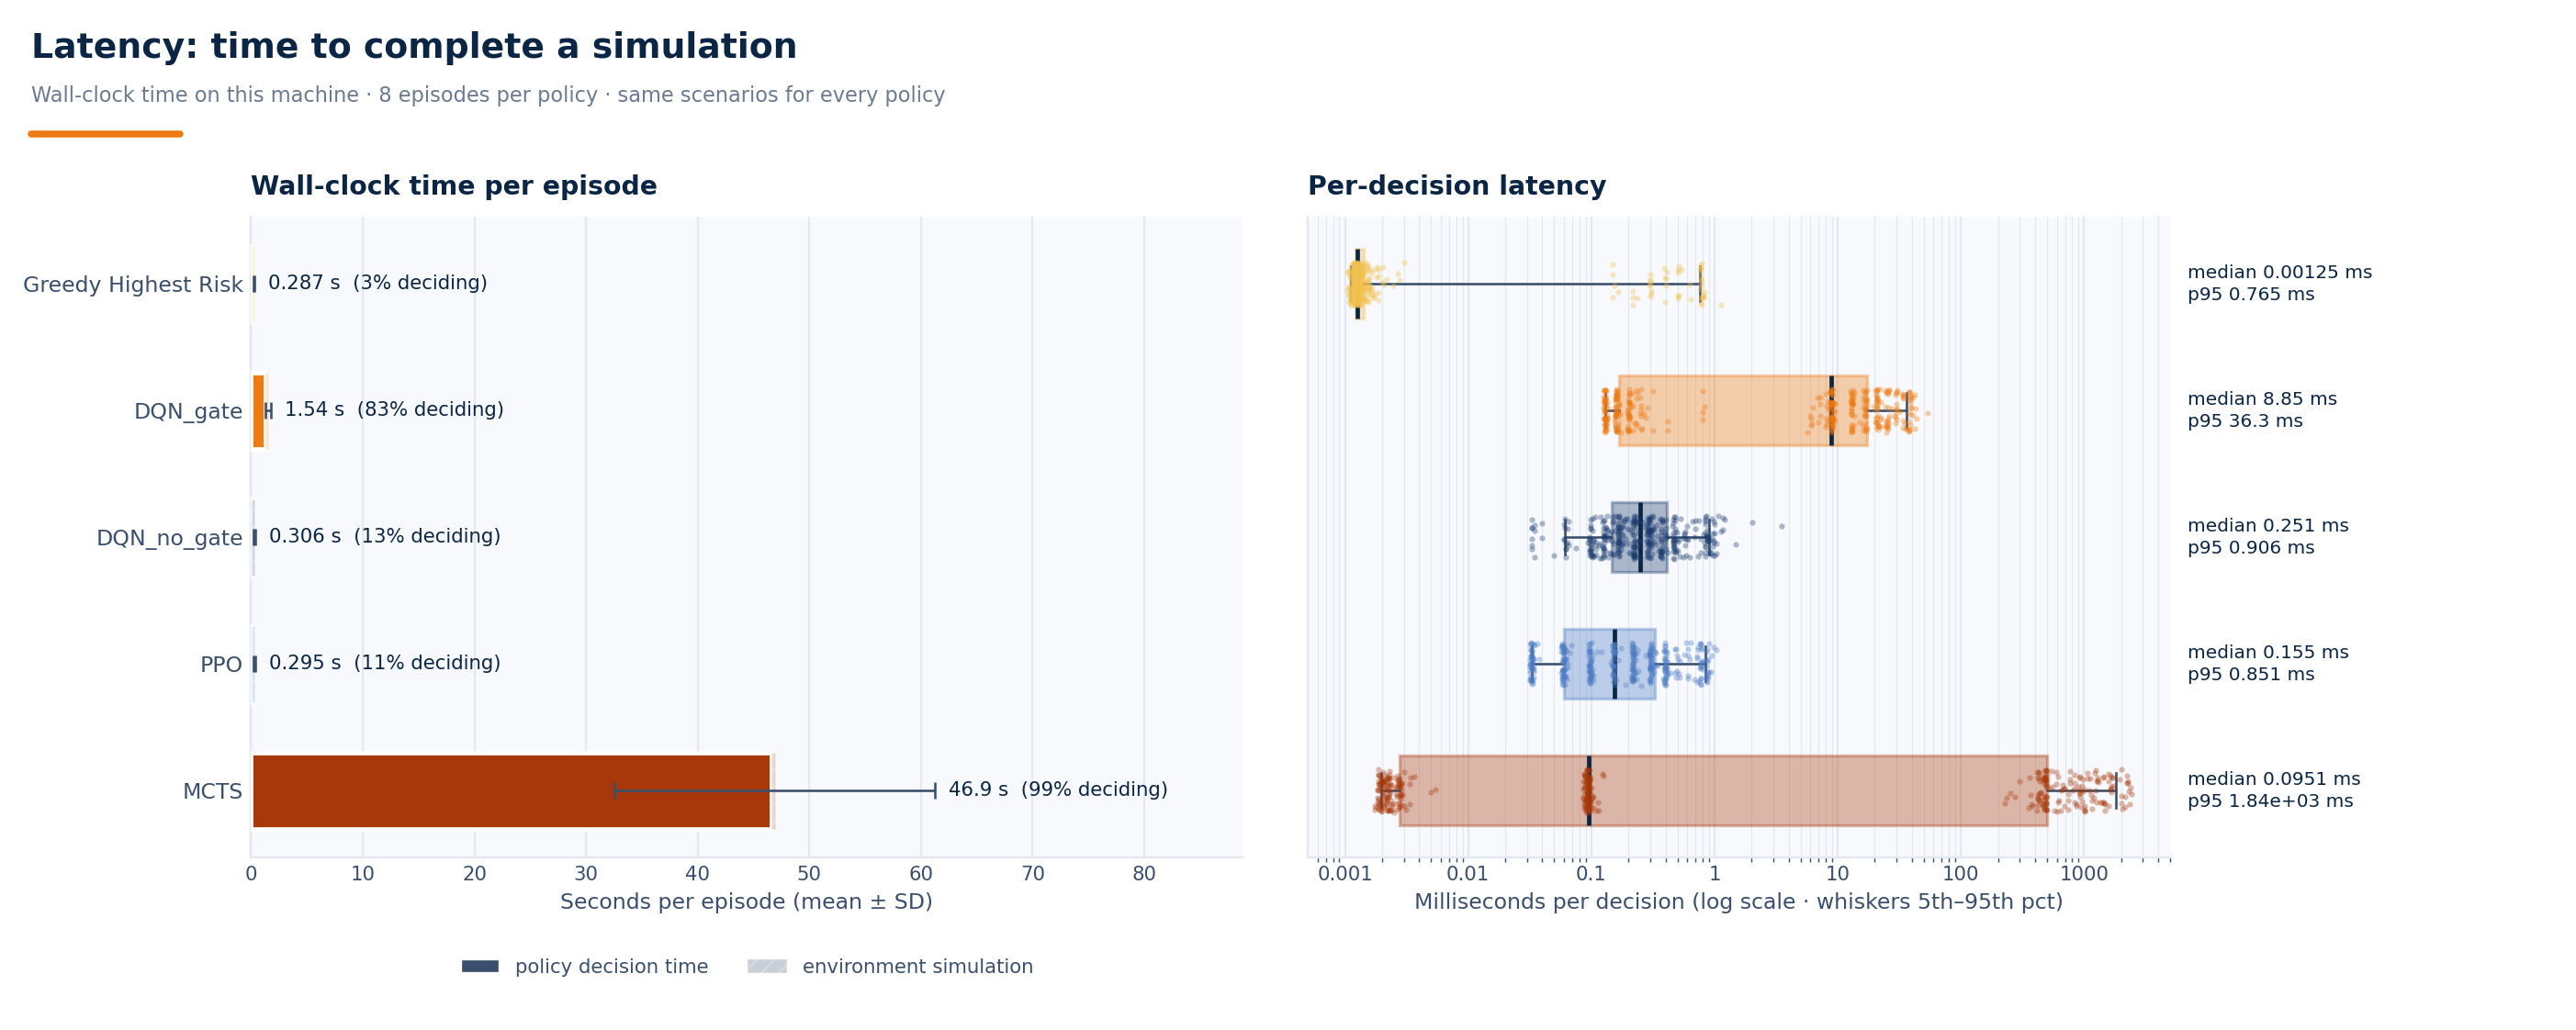 Latency: time to complete a simulation
Wall-clock time on this machine · 8 episodes per policy · same scenarios for every policy
Wall-clock time per episode
Greedy Highest Risk
0.287 s (3% deciding)
DQN_gate
1.54 s (83% deciding)
DQN_no_gate
0.306 s (13% deciding)
PPO
0.295 s (11% deciding)
MCTS
46.9 s (99% deciding)
0 10 20 30 40 50 60 70 80
Seconds per episode (mean ± SD)
policy decision time
environment simulation
Per-decision latency
median 0.00125 ms
p95 0.765 ms
median 8.85 ms
p95 36.3 ms
median 0.251 ms
p95 0.906 ms
median 0.155 ms
p95 0.851 ms
median 0.0951 ms
p95 1.84e+03 ms
0.001 0.01 0.1 1 10 100 1000
Milliseconds per decision (log scale · whiskers 5th–95th pct)